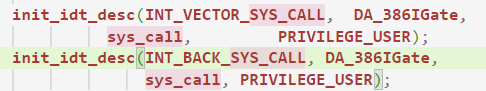 init_idt_desc(INT_VECTOR_SYS_CALL, DA_386IGate,
sys_call, PRIVILEGE_USER);
init_idt_desc(INT_BACK_SYS_CALL, DA_386IGate,
sys_call, PRIVILEGE_USER);